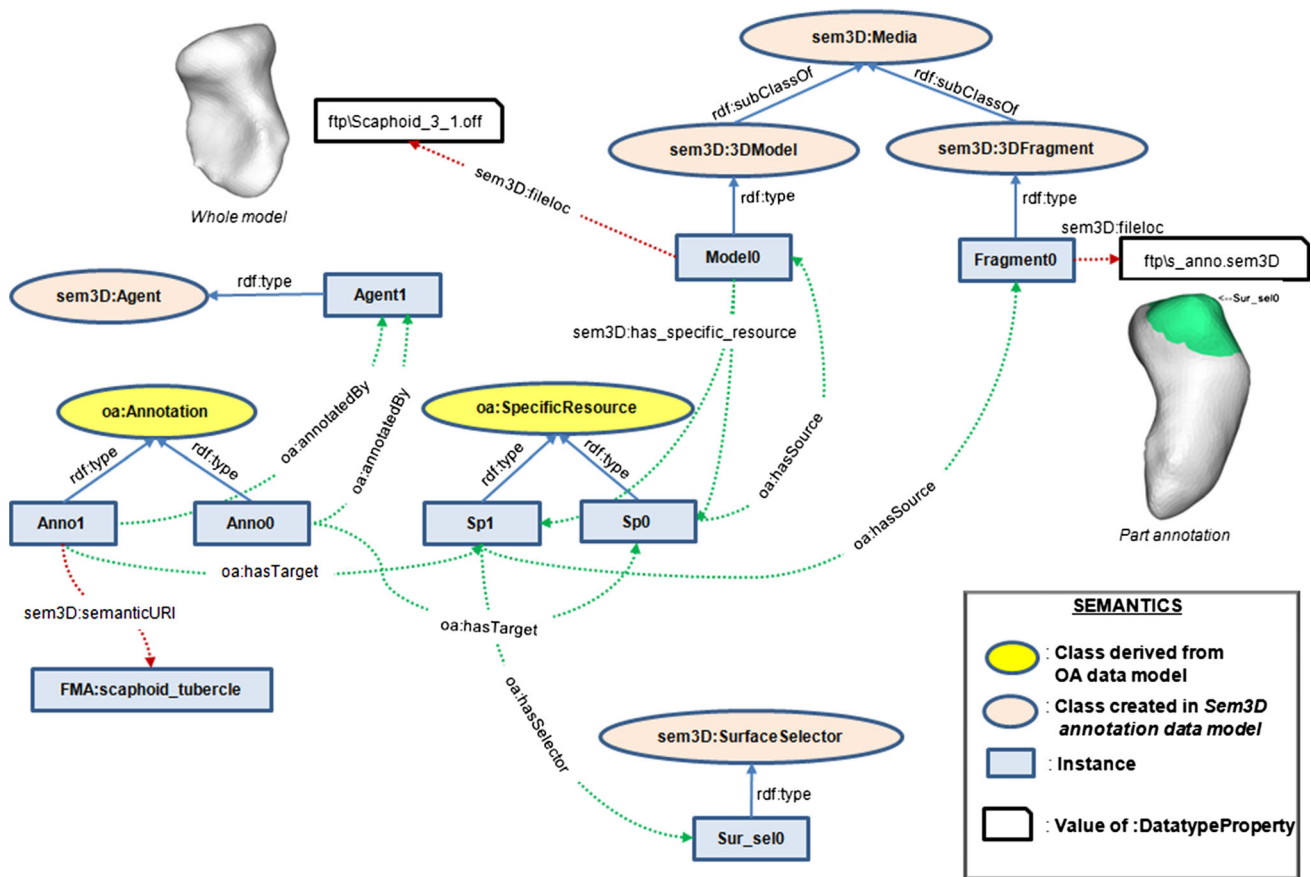 sem3D:Media
rdf:subClassOf
rdf:subClassOf
ftp\Scaphoid_3_1.off
sem3D:3DModel
sem3D:3DFragment
sem3D:fileloc
rdf:type
rdf:type
Whole model
sem3D:fileloc
Model0
Fragment0
ftp\s_anno.sem3D
sem3D:Agent
rdf:type
Agent1
<--Sur_sel0
sem3D:has_specific_resource
oa:Annotation
oa:SpecificResource
oa:annotatedBy
oa:annotatedBy
oa:hasSource
rdf:type
rdf:type
rdf:type
rdf:type
Anno1
Anno0
Sp1
Sp0
oa:hasSource
Part annotation
oa:hasTarget
sem3D:semanticURI
oa:hasTarget
FMA:scaphoid_tubercle
oa:hasSelector
sem3D:SurfaceSelector
rdf:type
Sur_sel0
SEMANTICS
: Class derived from
OA data model
: Class created in Sem3D
annotation data model
: Instance
: Value of :DatatypeProperty